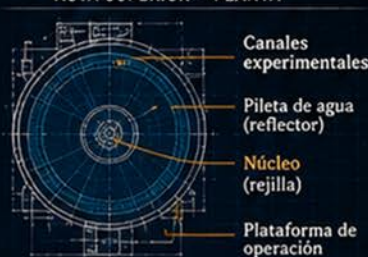 Canales
experimentales
Pileta de agua
(reflector)
Núcleo
(rejilla)
Plataforma de
operación